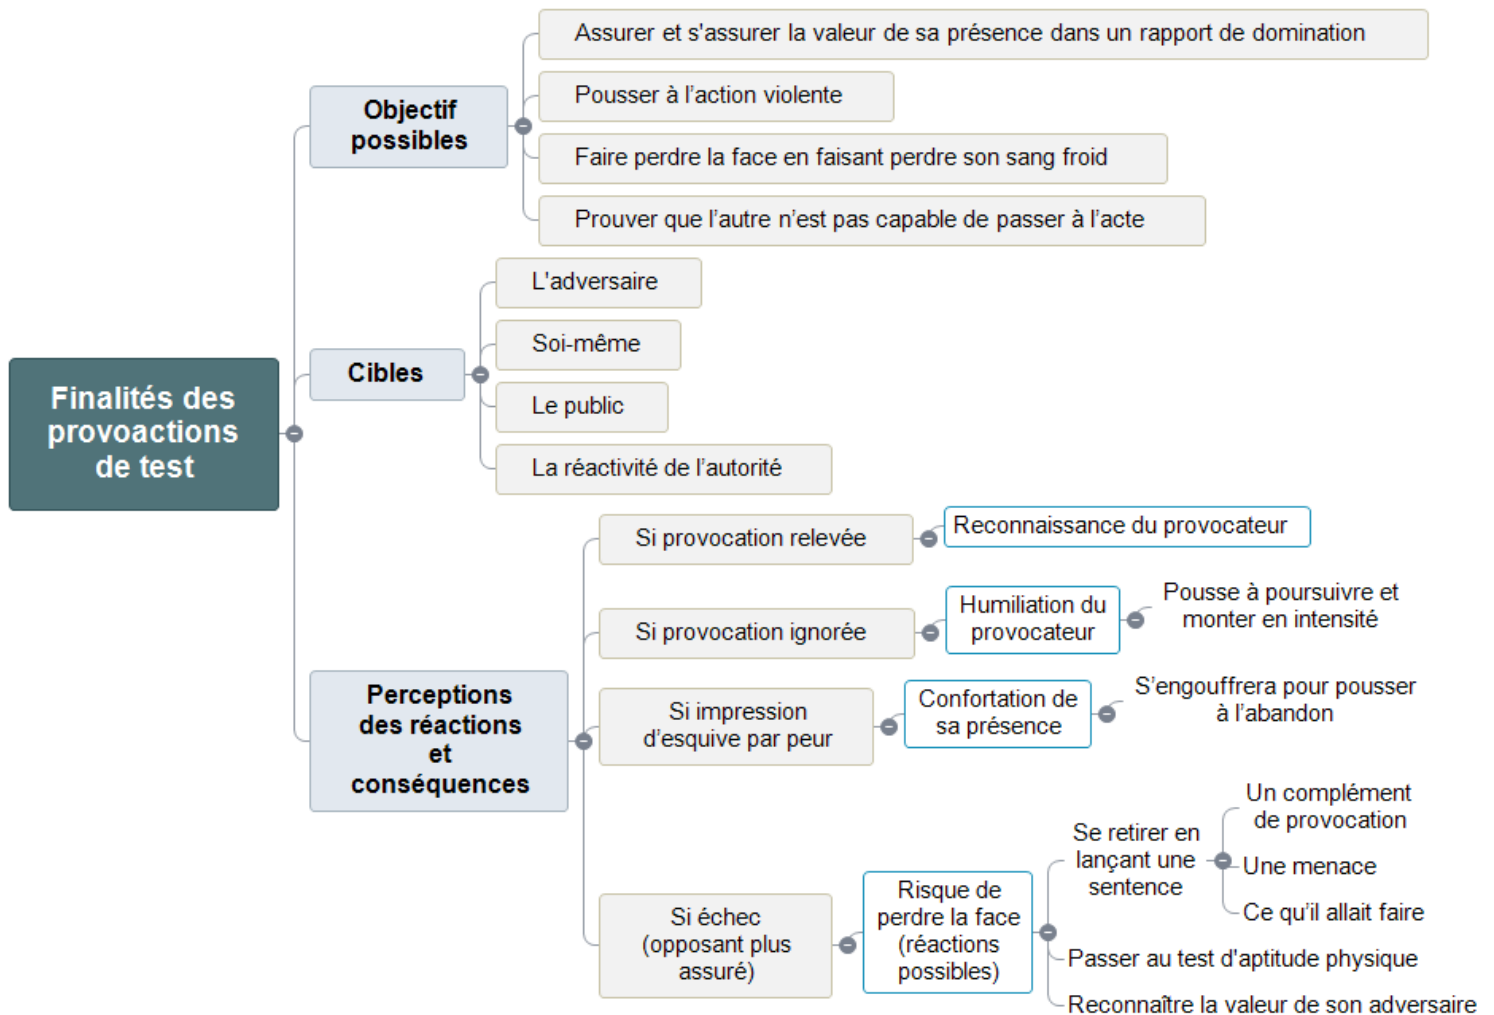 Finalités des
provoactions
de test
Objectif
possibles
Assurer et s'assurer la valeur de sa présence dans un rapport de domination
Pousser à l’action violente
Faire perdre la face en faisant perdre son sang froid
Prouver que l’autre n’est pas capable de passer à l’acte
Cibles
L'adversaire
Soi-même
Le public
La réactivité de l’autorité
Perceptions
des réactions
et
conséquences
Si provocation relevée
Reconnaissance du provocateur
Si provocation ignorée
Humiliation du
provocateur
Pousse à poursuivre et
monter en intensité
Si impression
d’esquive par peur
Confortation de
sa présence
S’engouffrera pour pousser
à l’abandon
Si échec
(opposant plus
assuré)
Risque de
perdre la face
(réactions
possibles)
Se retirer en
lançant une
sentence
Un complément
de provocation
Une menace
Ce qu’il allait faire
Passer au test d'aptitude physique
Reconnaître la valeur de son adversaire